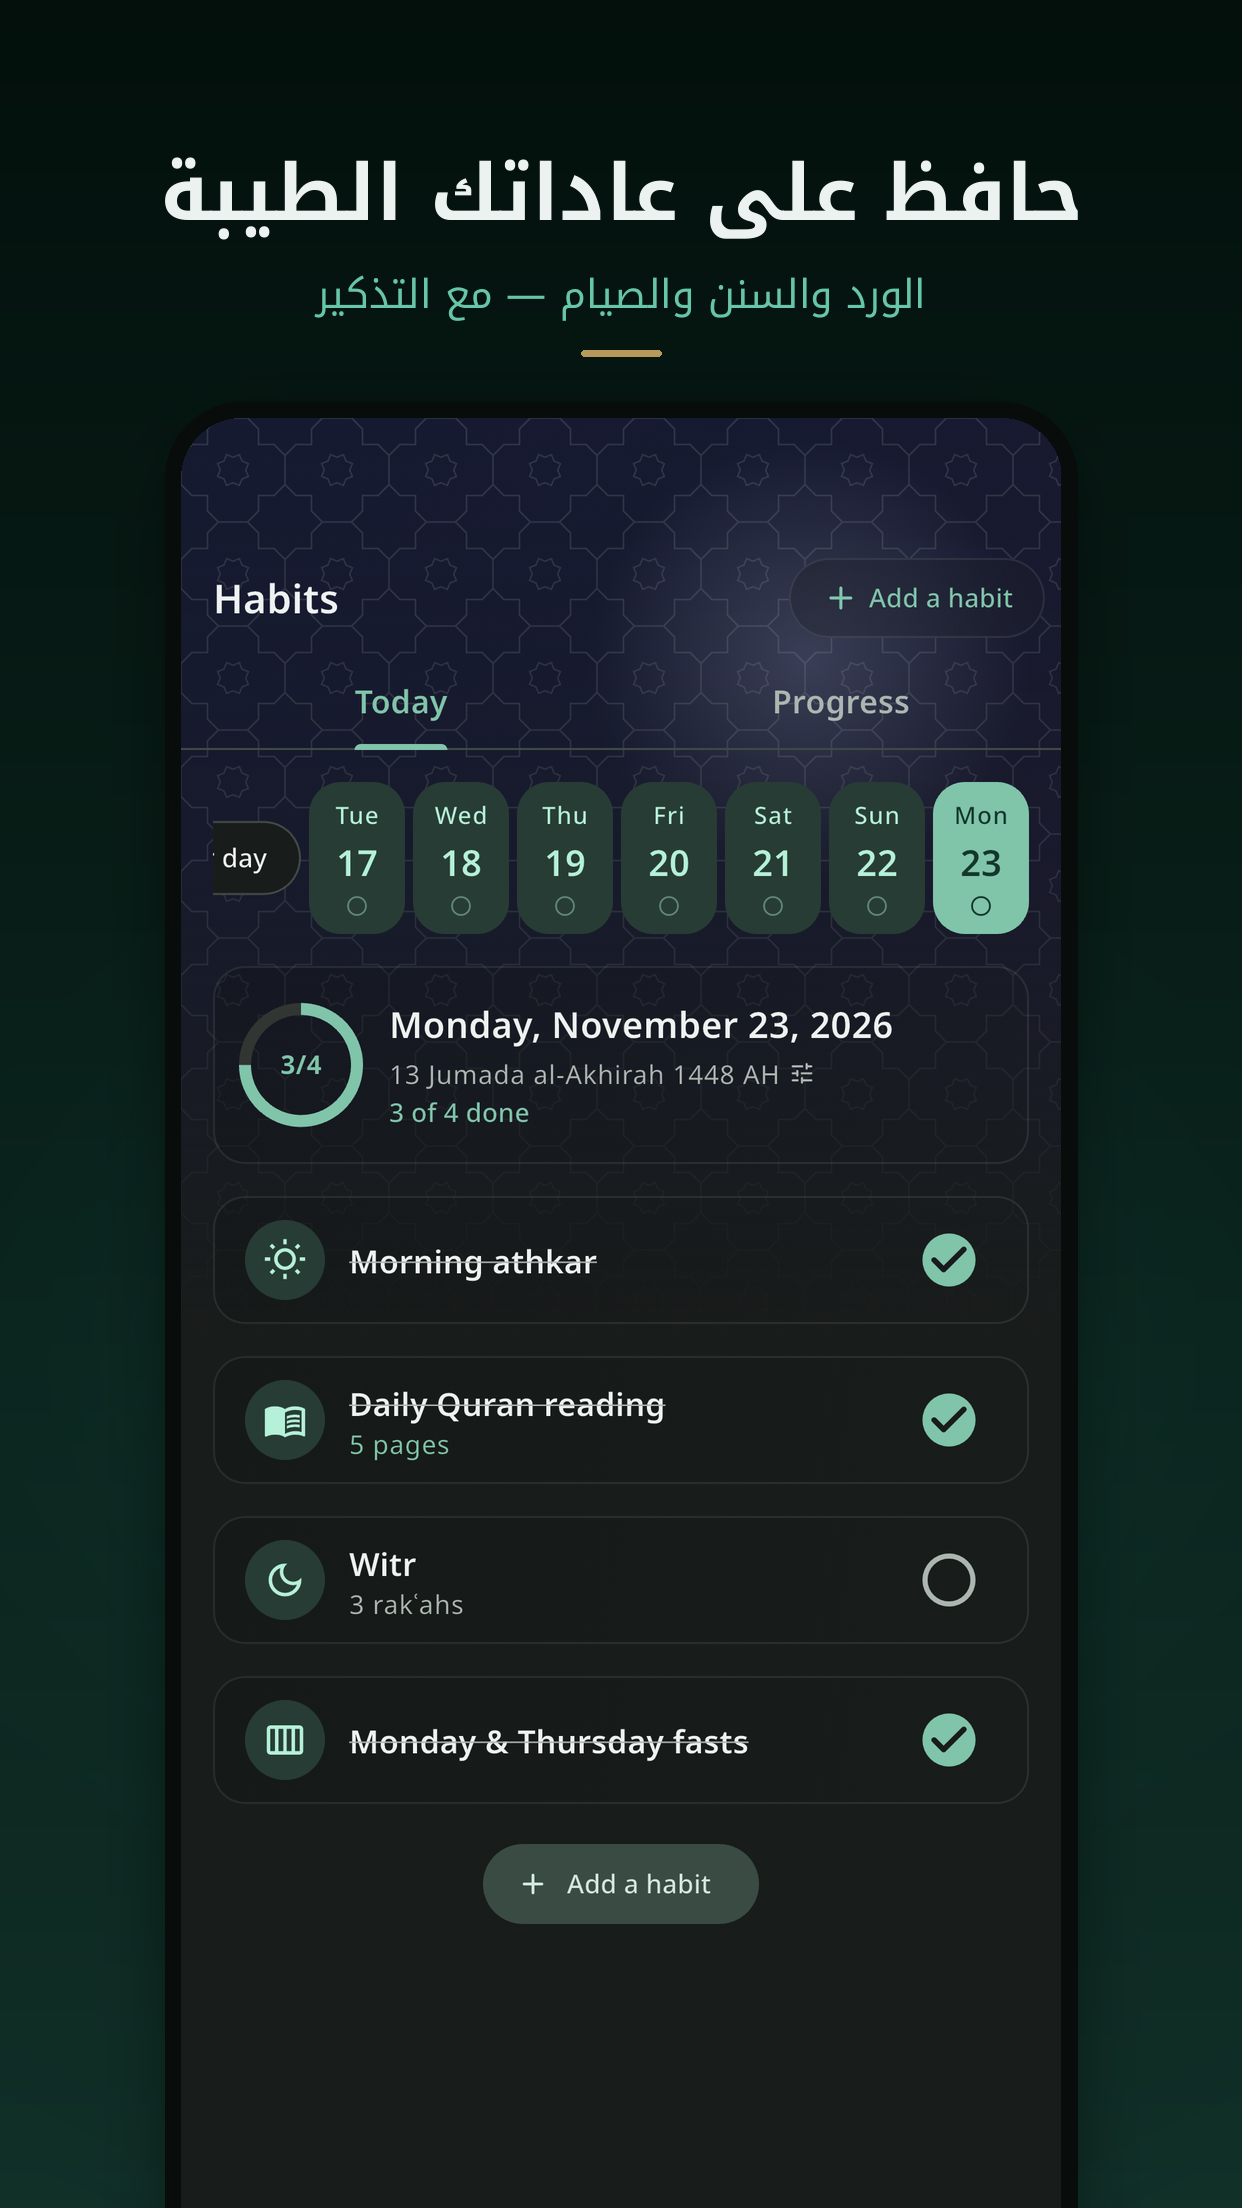 حافظ على عاداتك الطيبة
الورد والسنن والصيام — مع التذكير
Habits
+ Add a habit
Today
Progress
day
Tue
17
Wed
18
Thu
19
Fri
20
Sat
21
Sun
22
Mon
23
3/4
Monday, November 23, 2026
13 Jumada al-Akhirah 1448 AH
3 of 4 done
Morning athkar
Daily Quran reading
5 pages
Witr
3 rakʿahs
Monday & Thursday fasts
+ Add a habit